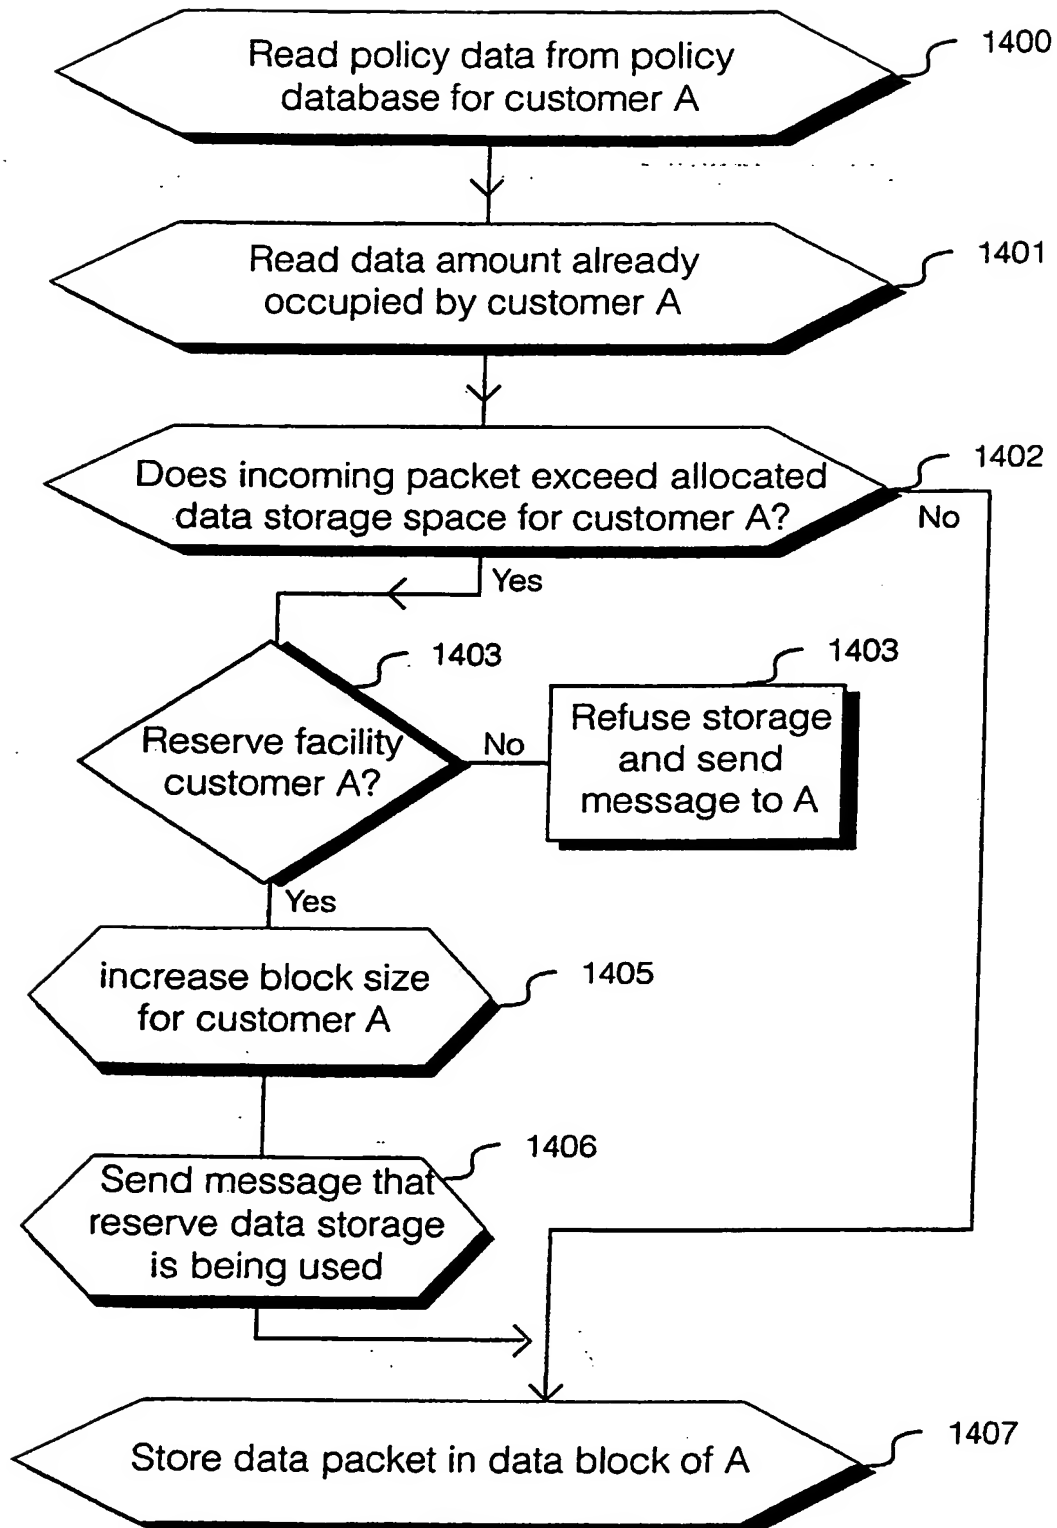 Read policy data from policy
database for customer A
1400
Read data amount already
occupied by customer A
1401
Does incoming packet exceed allocated
data storage space for customer A?
1402
No
Yes
1403
Reserve facility
customer A?
No
1403
Refuse storage
and send
message to A
Yes
increase block size
for customer A
1405
1406
Send message that
reserve data storage
is being used
Store data packet in data block of A
1407